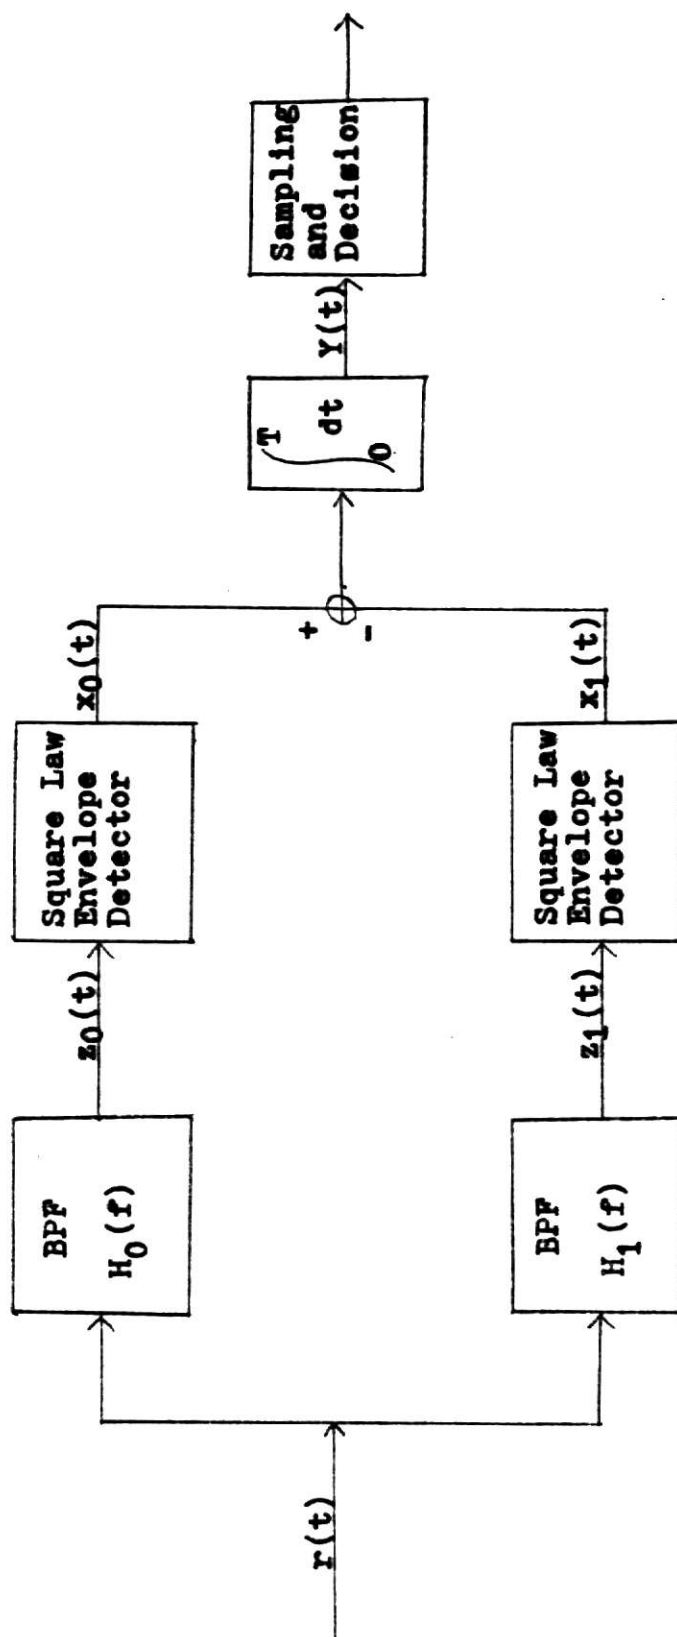 r(t)
BPF
H0(f)
z0(t)
Square Law
Envelope
Detector
x0(t)
BPF
H1(f)
z1(t)
Square Law
Envelope
Detector
x1(t)
+
-
∫
T
0
dt
Y(t)
Sampling
and
Decision